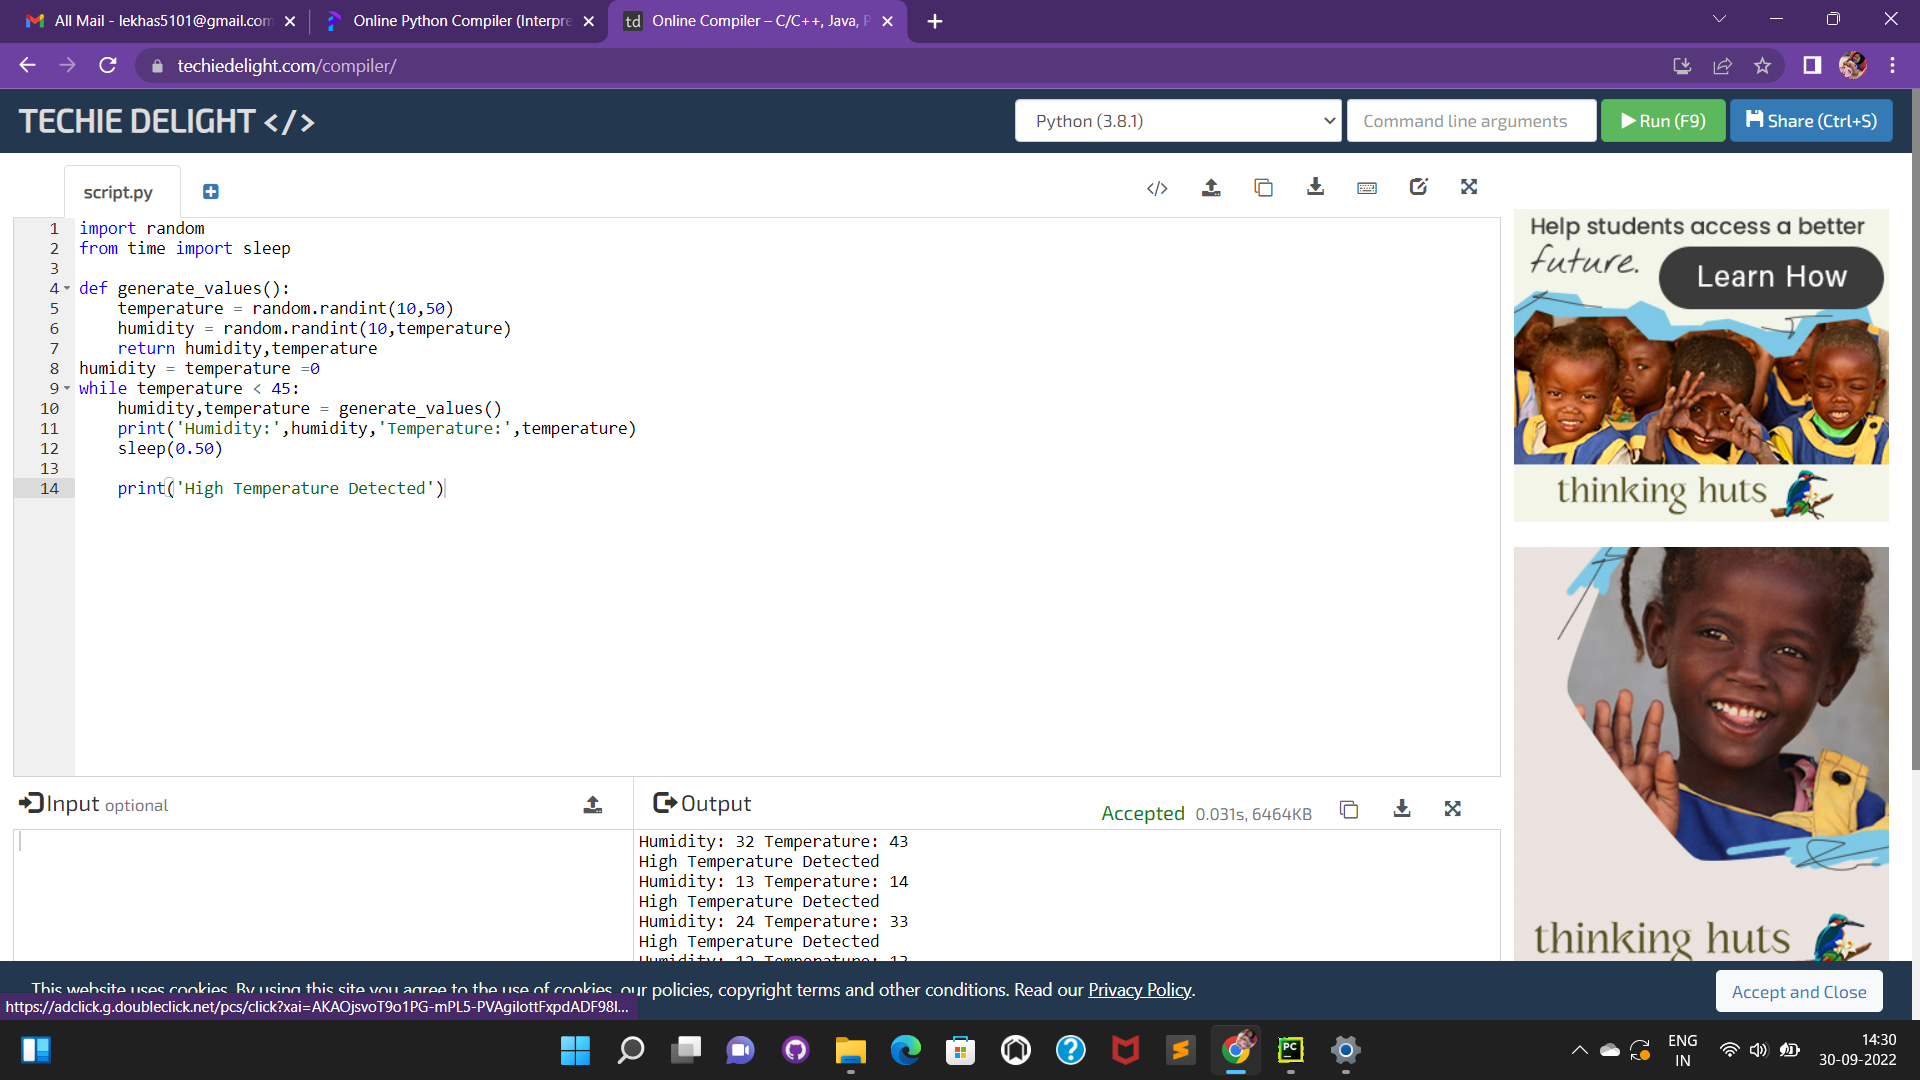 All Mail - lekhas5101@gmail.com
Online Python Compiler (Interpre
td Online Compiler – C/C++, Java, P
techiedelight.com/compiler/
TECHIE DELIGHT </>
Python (3.8.1)
Command line arguments
Run (F9)
Share (Ctrl+S)
script.py
1 import random
2 from time import sleep
3
4 def generate_values():
5 temperature = random.randint(10,50)
6 humidity = random.randint(10,temperature)
7 return humidity,temperature
8 humidity = temperature =0
9 while temperature < 45:
10 humidity,temperature = generate_values()
11 print('Humidity:',humidity,'Temperature:',temperature)
12 sleep(0.50)
13
14 print('High Temperature Detected')
Help students access a better
future.
Learn How
thinking huts
thinking huts
Input optional
Output
Accepted 0.031s, 6464KB
Humidity: 32 Temperature: 43
High Temperature Detected
Humidity: 13 Temperature: 14
High Temperature Detected
Humidity: 24 Temperature: 33
High Temperature Detected
Humidity: 12 Temperature:
This website uses cookies. By using this site you agree to the use of cookies, our policies, copyright terms and other conditions. Read our Privacy Policy.
Accept and Close
https://adclick.g.doubleclick.net/pcs/click?xai=
PC
ENG
IN
14:30
30-09-2022